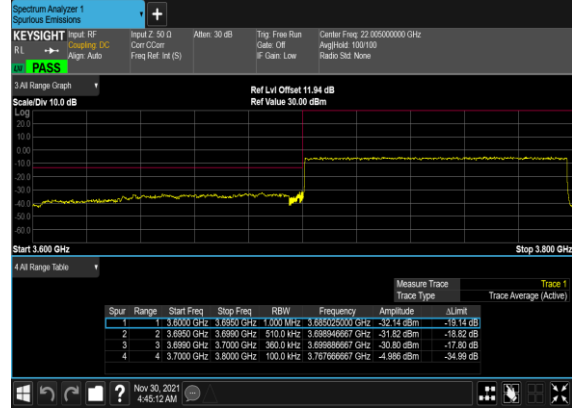 Spectrum Analyzer 1
Spurious Emissions
KEYSIGHT
Input: RF
Input Z: 50 Ω
Atten: 30 dB
Trig: Free Run
Center Freq: 22.005000000 GHz
RL
Coupling: DC
Corr CCorr
Gate: Off
Avg|Hold: 100/100
Align: Auto
Freq Ref: Int (S)
IF Gain: Low
Radio Std: None
PASS
3 All Range Graph
Ref Lvl Offset 11.94 dB
Scale/Div 10.0 dB
Ref Value 30.00 dBm
Log
20.0
10.0
0.00
-10.0
-20.0
-30.0
-40.0
-50.0
-60.0
Start 3.600 GHz
Stop 3.800 GHz
4 All Range Table
Measure Trace Trace 1
Trace Type Trace Average (Active)
Spur Range Start Freq Stop Freq RBW Frequency Amplitude ΔLimit
1 1 3.6000 GHz 3.6950 GHz 1.000 MHz 3.685025000 GHz -32.14 dBm -19.14 dB
2 2 3.6950 GHz 3.6990 GHz 510.0 kHz 3.698946667 GHz -31.82 dBm -18.82 dB
3 3 3.6990 GHz 3.7000 GHz 360.0 kHz 3.699886667 GHz -30.80 dBm -17.80 dB
4 4 3.7000 GHz 3.8000 GHz 100.0 kHz 3.767666667 GHz -4.986 dBm -34.99 dB
?
Nov 30, 2021
4:45:12 AM